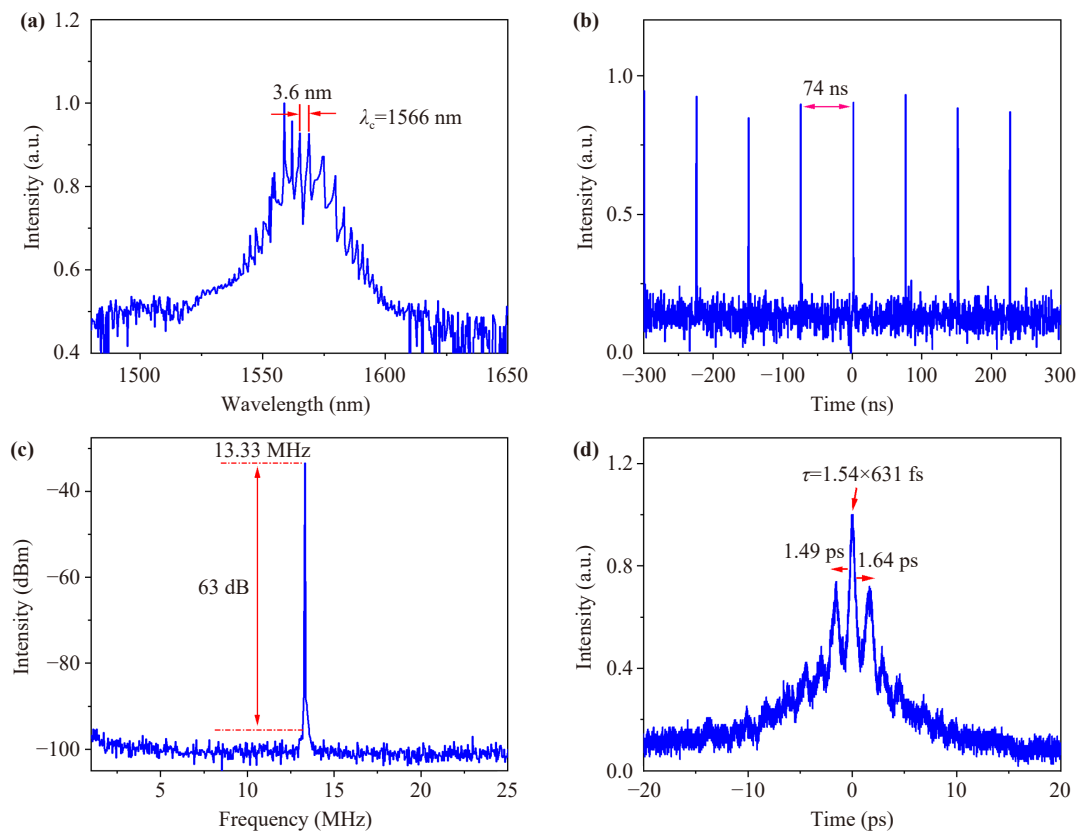 (a)
1.2
1.0
0.8
0.6
0.4
Intensity (a.u.)
3.6 nm
λc=1566 nm
1500
1550
1600
1650
Wavelength (nm)
(b)
1.0
0.5
0.0
Intensity (a.u.)
74 ns
−300
−200
−100
0
100
200
300
Time (ns)
(c)
−40
−60
−80
−100
Intensity (dBm)
13.33 MHz
63 dB
5
10
15
20
25
Frequency (MHz)
(d)
1.2
0.8
0.4
0.0
Intensity (a.u.)
τ=1.54×631 fs
1.49 ps
1.64 ps
−20
−10
0
10
20
Time (ps)